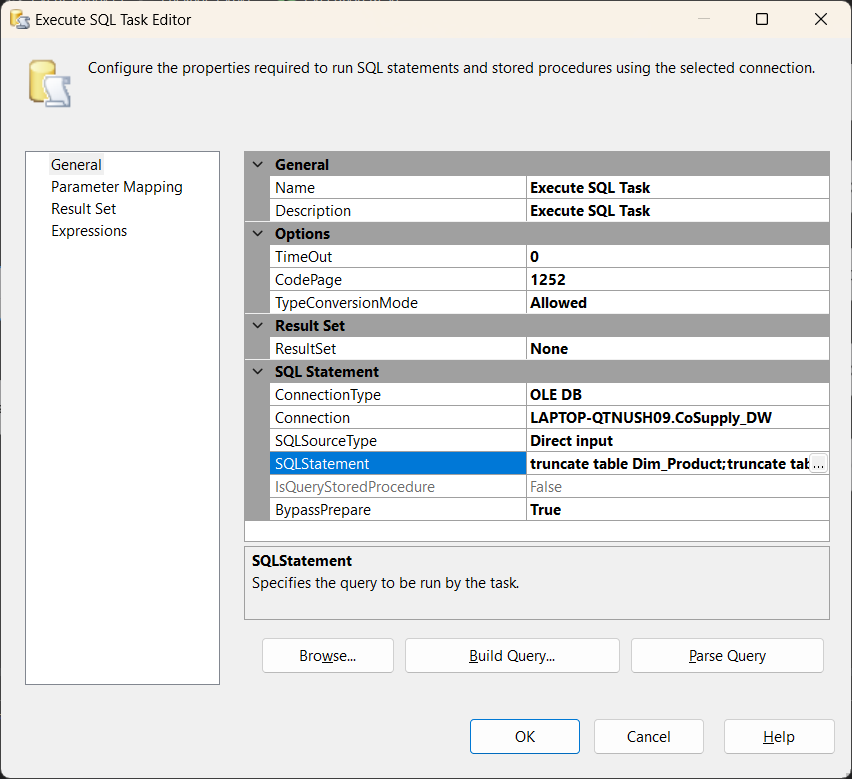 Execute SQL Task Editor
Configure the properties required to run SQL statements and stored procedures using the selected connection.
General
Parameter Mapping
Result Set
Expressions
General
Name Execute SQL Task
Description Execute SQL Task
Options
TimeOut 0
CodePage 1252
TypeConversionMode Allowed
Result Set
ResultSet None
SQL Statement
ConnectionType OLE DB
Connection LAPTOP-QTNUSH09.CoSupply_DW
SQLSourceType Direct input
SQLStatement truncate table Dim_Product;truncate tab ...
IsQueryStoredProcedure False
BypassPrepare True
SQLStatement
Specifies the query to be run by the task.
Browse... Build Query... Parse Query
OK Cancel Help